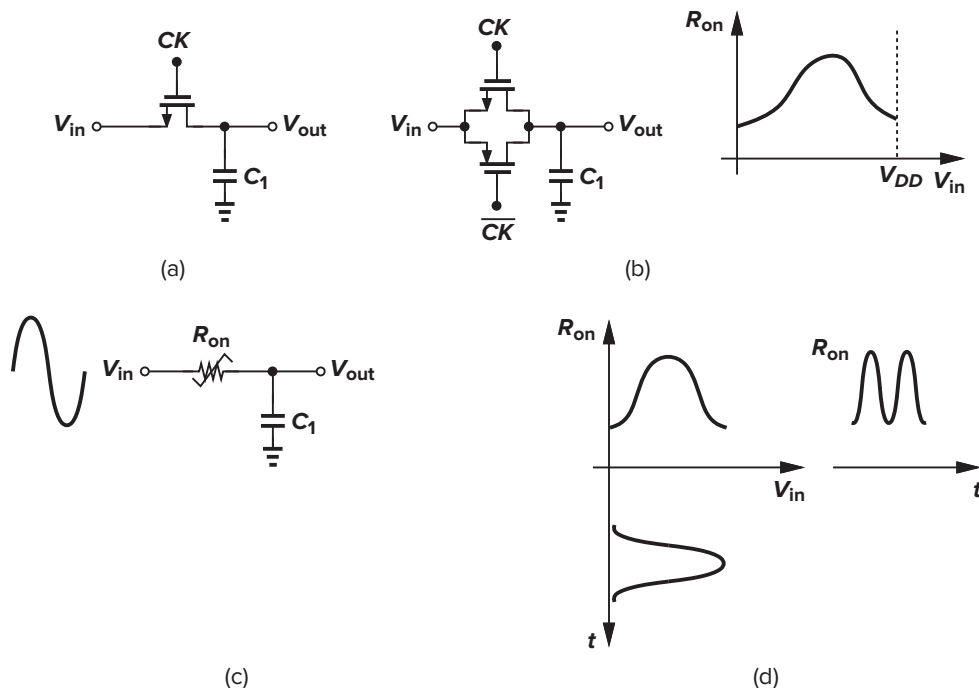 CK
V_in
V_out
C_1
(a)
CK
V_in
V_out
C_1
\overline{CK}
R_on
V_DD
V_in
(b)
R_on
V_in
V_out
C_1
(c)
R_on
V_in
t
R_on
t
(d)